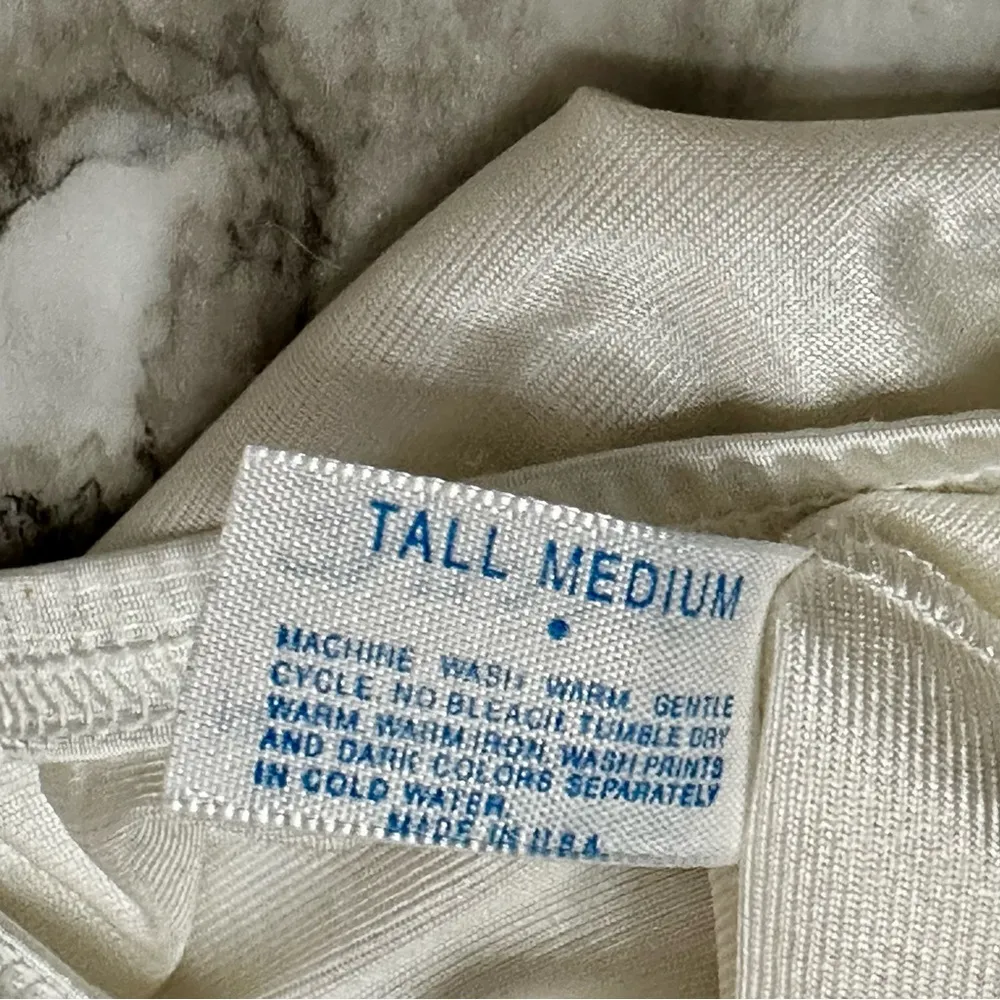 TALL MEDIUM
MACHINE WASH WARM. GENTLE
CYCLE. NO BLEACH. TUMBLE DRY
WARM. WARM IRON. WASH PRINTS
AND DARK COLORS SEPARATELY
IN COLD WATER.
MADE IN U.S.A.